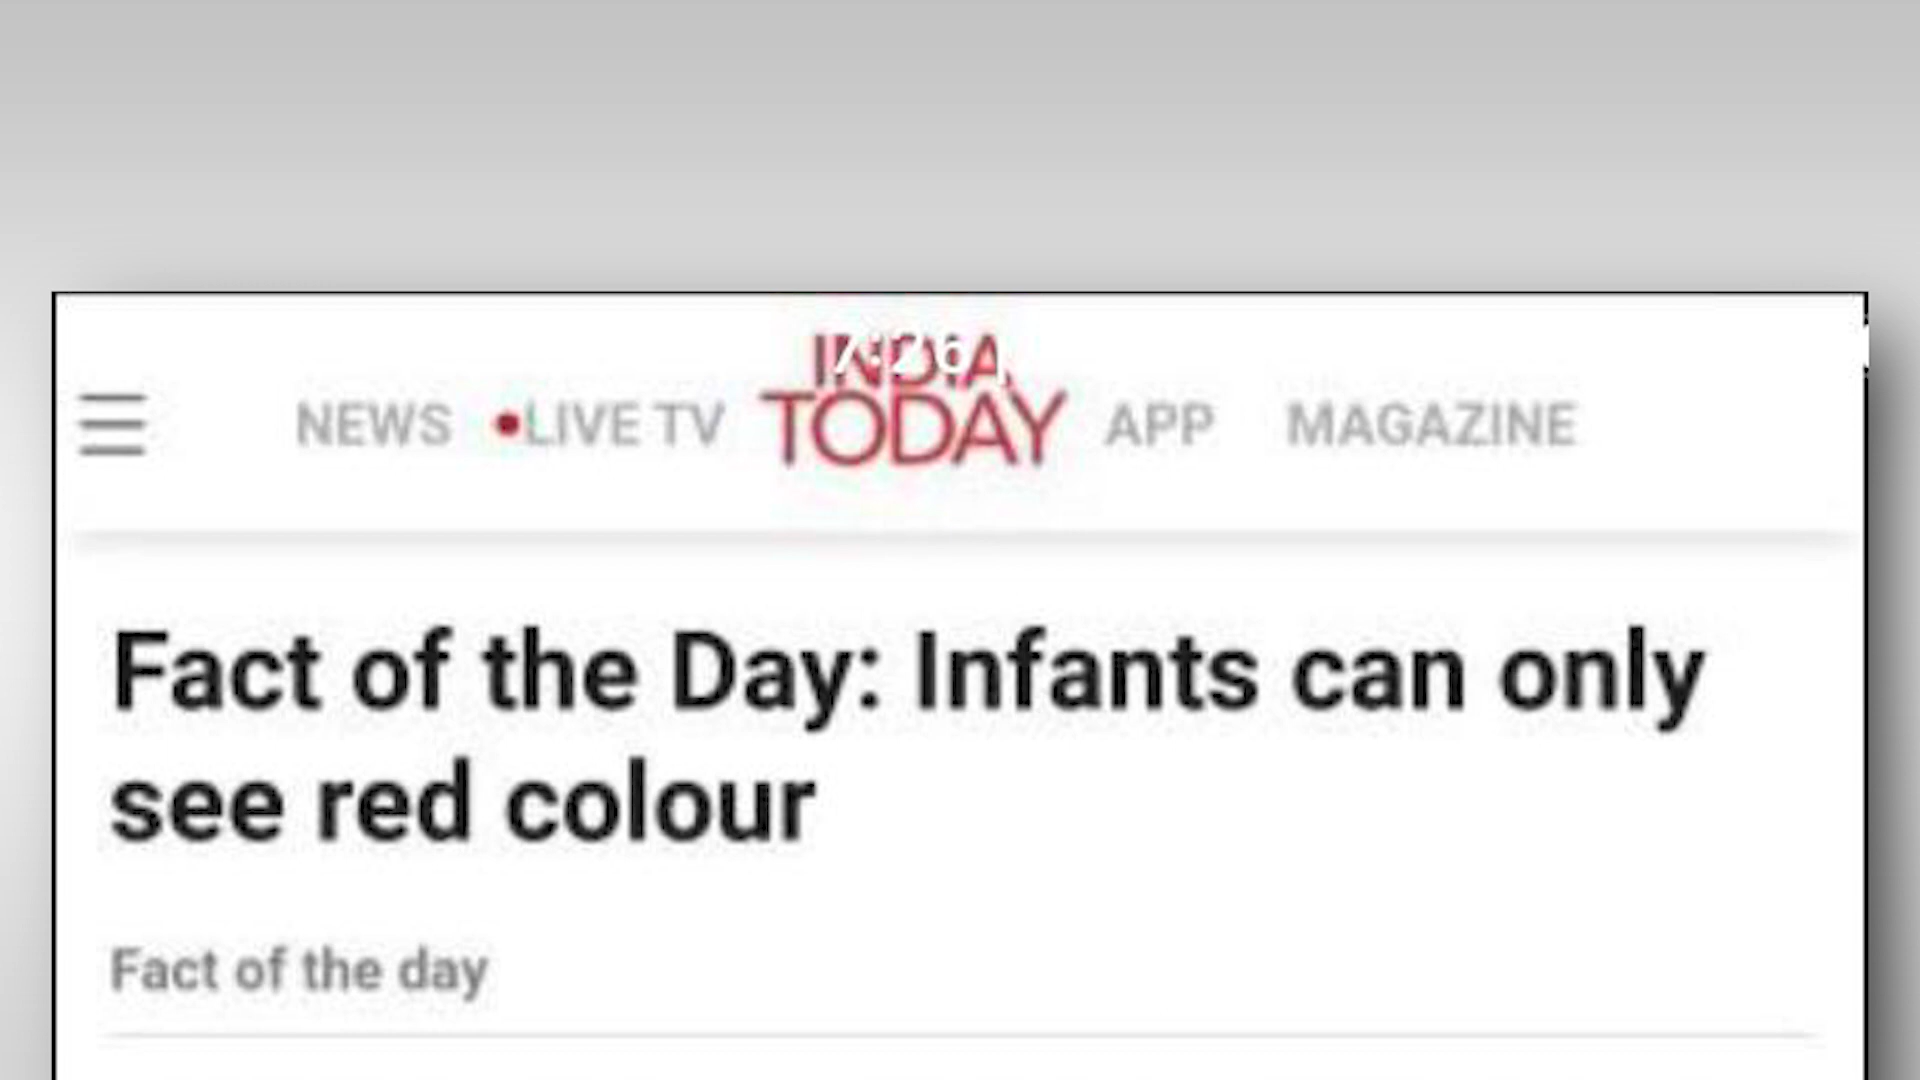 INDIA
NEWS LIVE TV TODAY APP MAGAZINE
Fact of the Day: Infants can only
see red colour
Fact of the day